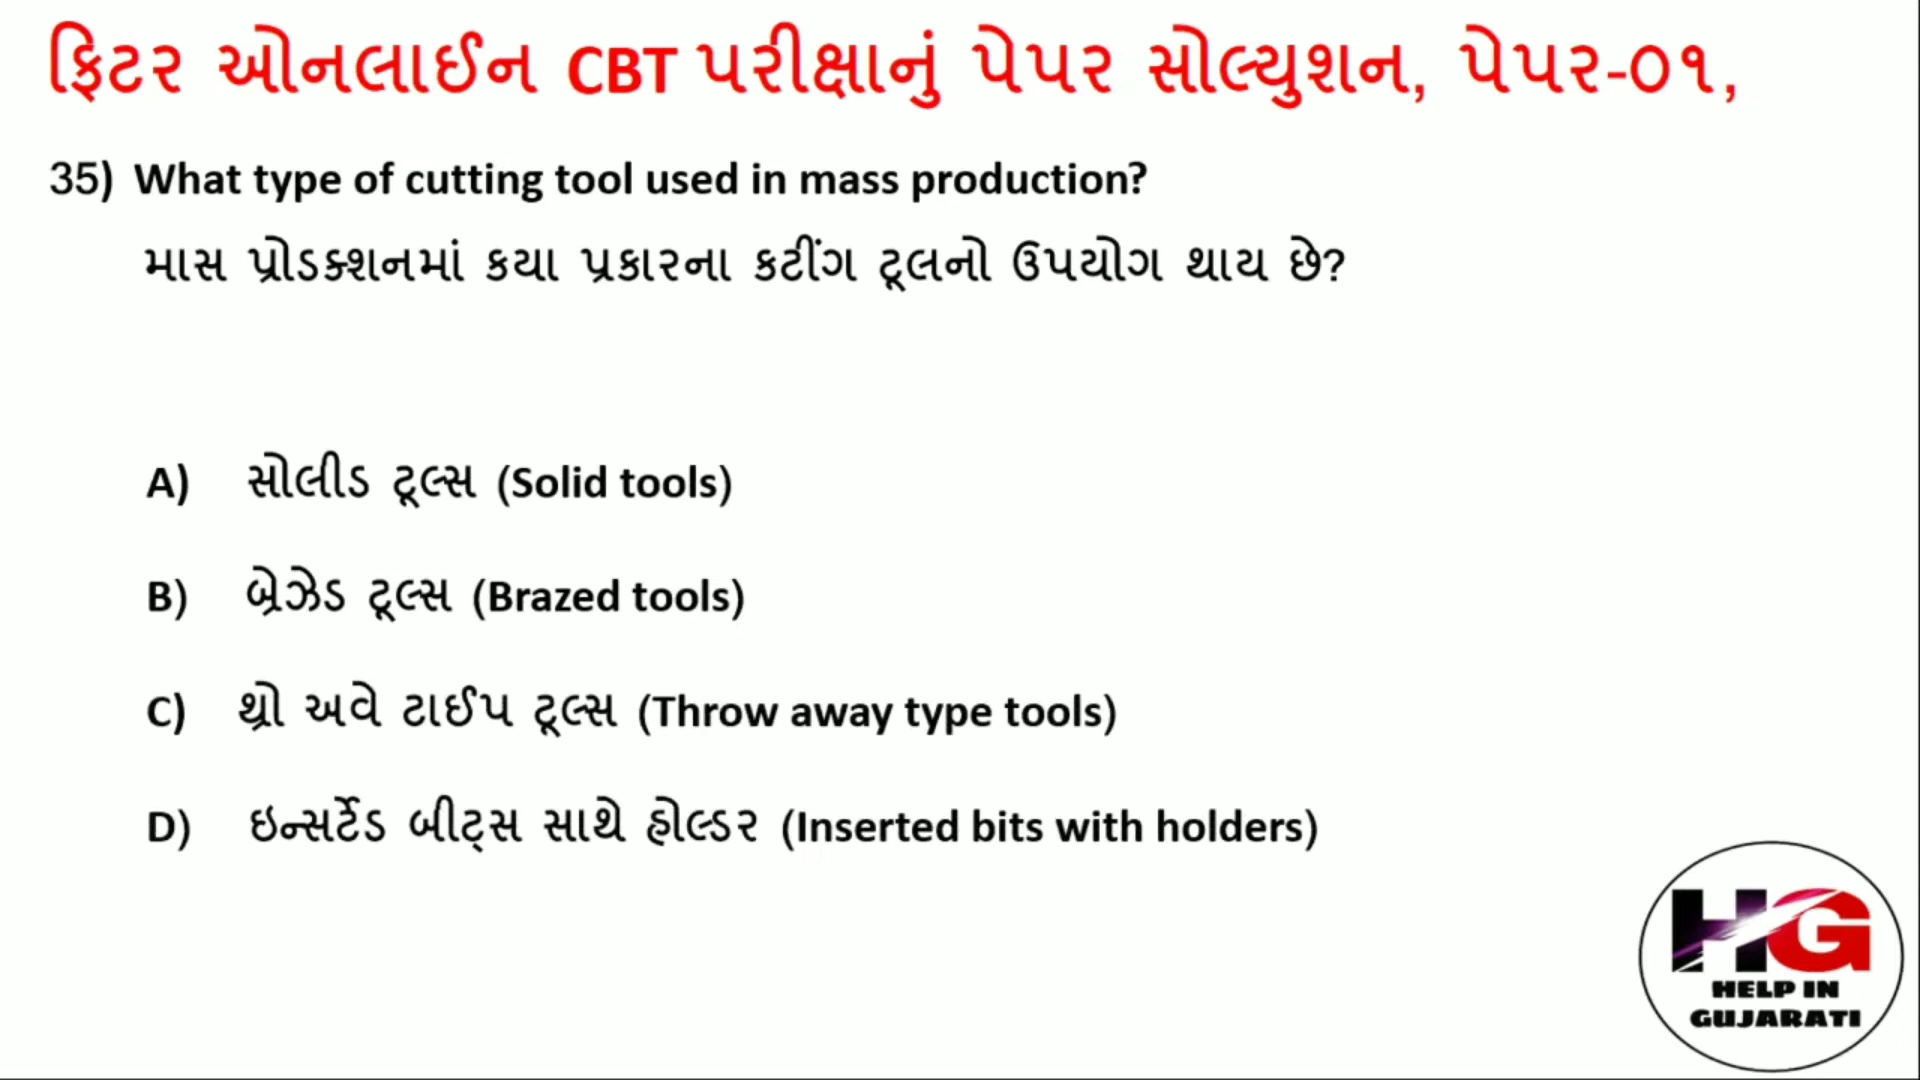 ફિટર ઓનલાઈન CBT પરીક્ષાનું પેપર સોલ્યુશન, પેપર-૦૧,
35) What type of cutting tool used in mass production?
માસ પ્રોડક્શનમાં કયા પ્રકારના કટીંગ ટૂલનો ઉપયોગ થાય છે?
A) સોલીડ ટૂલ્સ (Solid tools)
B) બ્રેઝેડ ટૂલ્સ (Brazed tools)
C) થ્રો અવે ટાઈપ ટૂલ્સ (Throw away type tools)
D) ઇન્સર્ટેડ બીટ્સ સાથે હોલ્ડર (Inserted bits with holders)
HG
HELP IN
GUJARATI